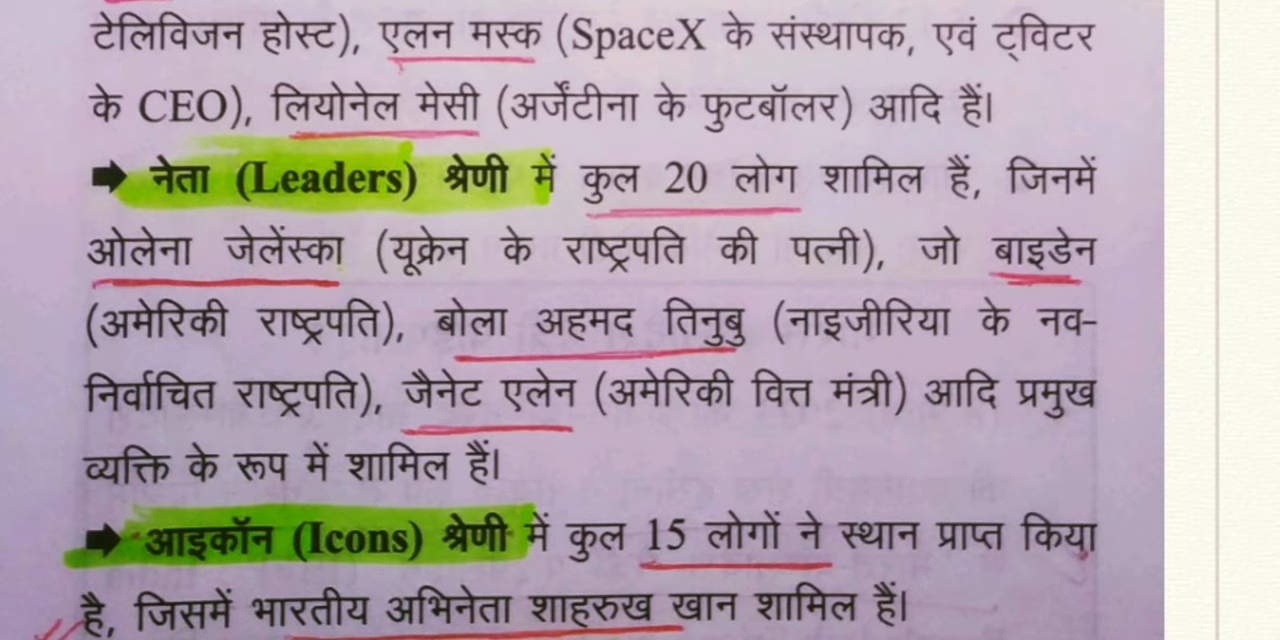 टेलिविजन होस्ट), एलन मस्क (SpaceX के संस्थापक, एवं ट्विटर
के CEO), लियोनेल मेसी (अर्जेंटीना के फुटबॉलर) आदि हैं।
➡ नेता (Leaders) श्रेणी में कुल 20 लोग शामिल हैं, जिनमें
ओलेना जेलेंस्का (यूक्रेन के राष्ट्रपति की पत्नी), जो बाइडेन
(अमेरिकी राष्ट्रपति), बोला अहमद तिनुबु (नाइजीरिया के नव-
निर्वाचित राष्ट्रपति), जैनेट एलेन (अमेरिकी वित्त मंत्री) आदि प्रमुख
व्यक्ति के रूप में शामिल हैं।
➡ आइकॉन (Icons) श्रेणी में कुल 15 लोगों ने स्थान प्राप्त किया
है, जिसमें भारतीय अभिनेता शाहरुख खान शामिल हैं।